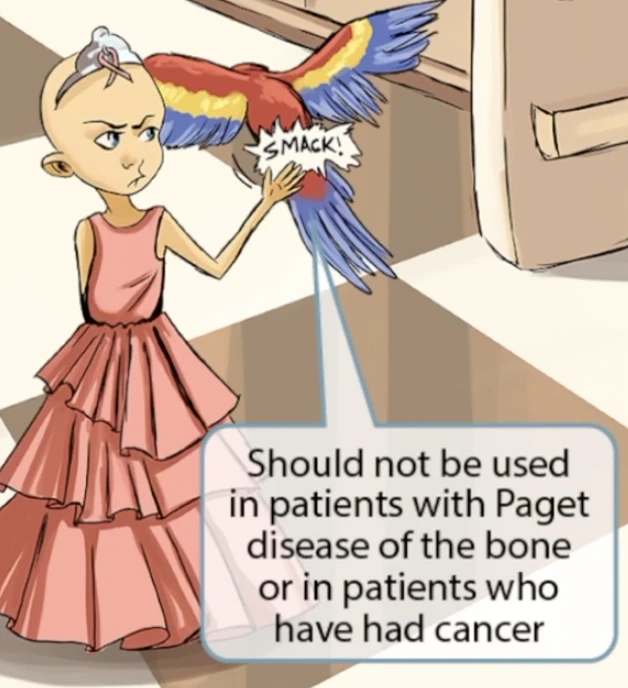 SMACK!
Should not be used
in patients with Paget
disease of the bone
or in patients who
have had cancer